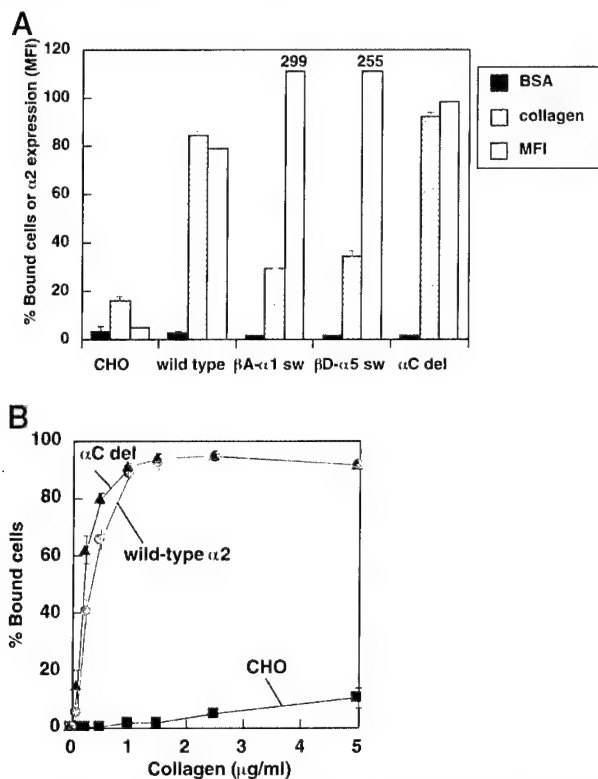 A
% Bound cells or α2 expression (MFI)
120
100
80
60
40
20
0
299
255
CHO
wild type
βA-α1 sw
βD-α5 sw
αC del
BSA
collagen
MFI
B
% Bound cells
100
80
60
40
20
0
αC del
wild-type α2
CHO
0
1
2
3
4
5
Collagen (μg/ml)